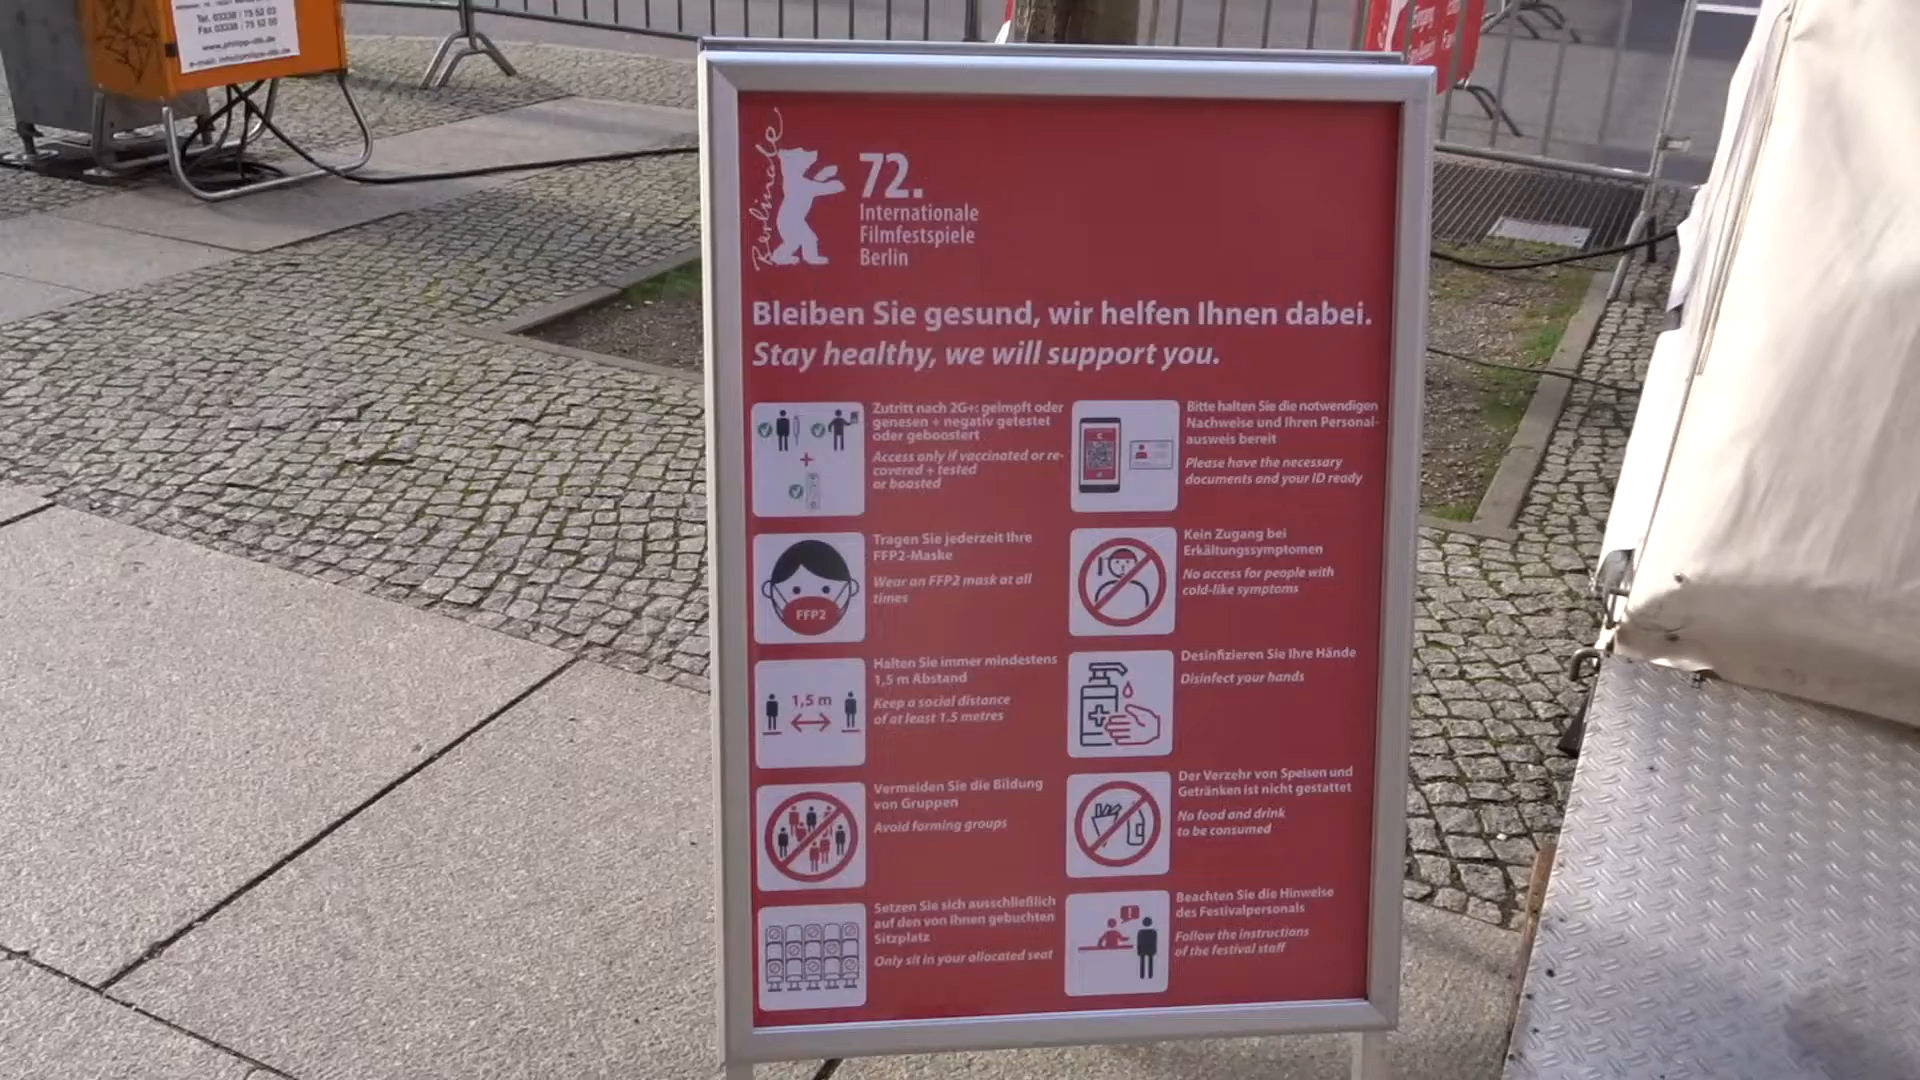 Tel. 03338 / 75 52 03
Fax 03338 / 75 52 05
Berlinale
72.
Internationale
Filmfestspiele
Berlin
Bleiben Sie gesund, wir helfen Ihnen dabei.
Stay healthy, we will support you.
Zutritt nach 2G+: geimpft oder
genesen + negativ getestet
oder geboostert
Access only if vaccinated or re-
covered + tested
or boosted
Bitte halten Sie die notwendigen
Nachweise und Ihren Personal-
ausweis bereit
Please have the necessary
documents and your ID ready
Tragen Sie jederzeit Ihre
FFP2-Maske
Wear an FFP2 mask at all
times
FFP2
Kein Zugang bei
Erkältungssymptomen
No access for people with
cold-like symptoms
Halten Sie immer mindestens
1,5 m Abstand
Keep a social distance
of at least 1.5 metres
1,5 m
Desinfizieren Sie Ihre Hände
Disinfect your hands
Vermeiden Sie die Bildung
von Gruppen
Avoid forming groups
Der Verzehr von Speisen und
Getränken ist nicht gestattet
No food and drink
to be consumed
Setzen Sie sich ausschließlich
auf den von Ihnen gebuchten
Sitzplatz
Only sit in your allocated seat
Beachten Sie die Hinweise
des Festivalpersonals
Follow the instructions
of the festival staff